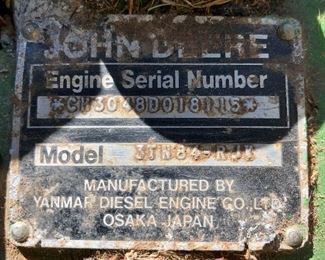 JOHN DEERE
Engine Serial Number
Model
MANUFACTURED BY
YANMAR DIESEL ENGINE CO., LTD.
OSAKA JAPAN